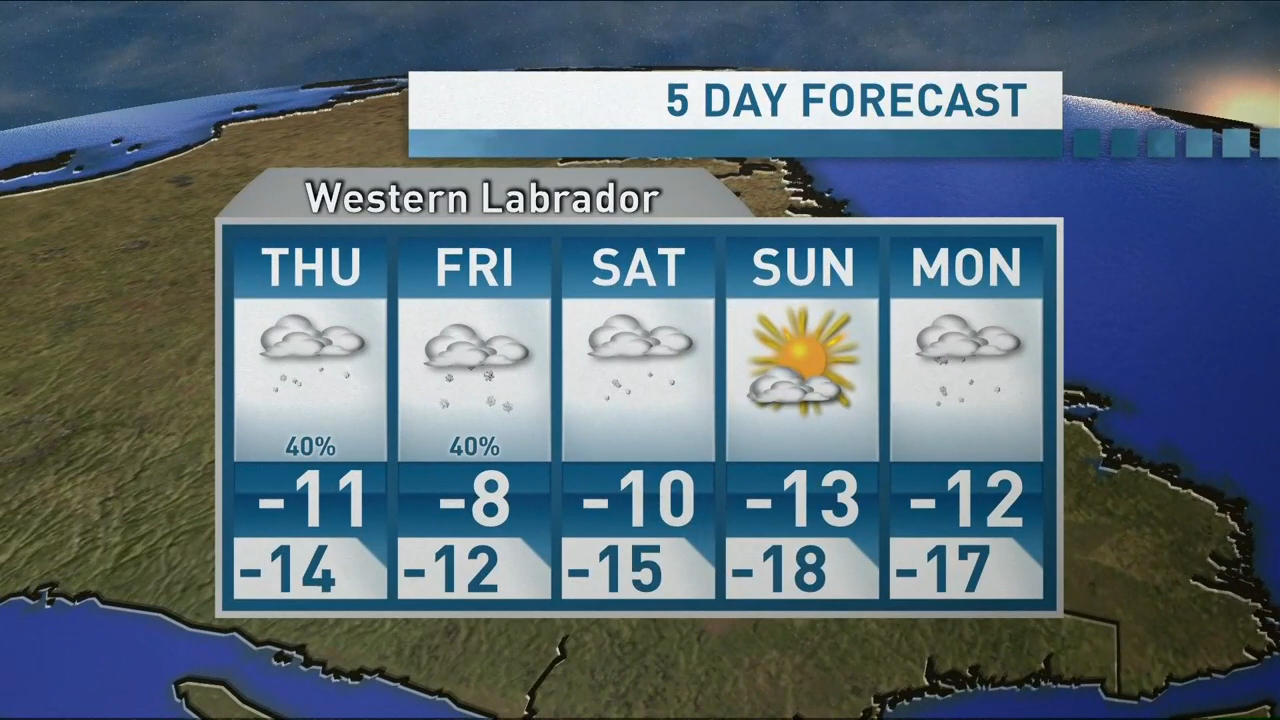 5 DAY FORECAST
Western Labrador
THU FRI SAT SUN MON
40% 40%
-11 -8 -10 -13 -12
-14 -12 -15 -18 -17